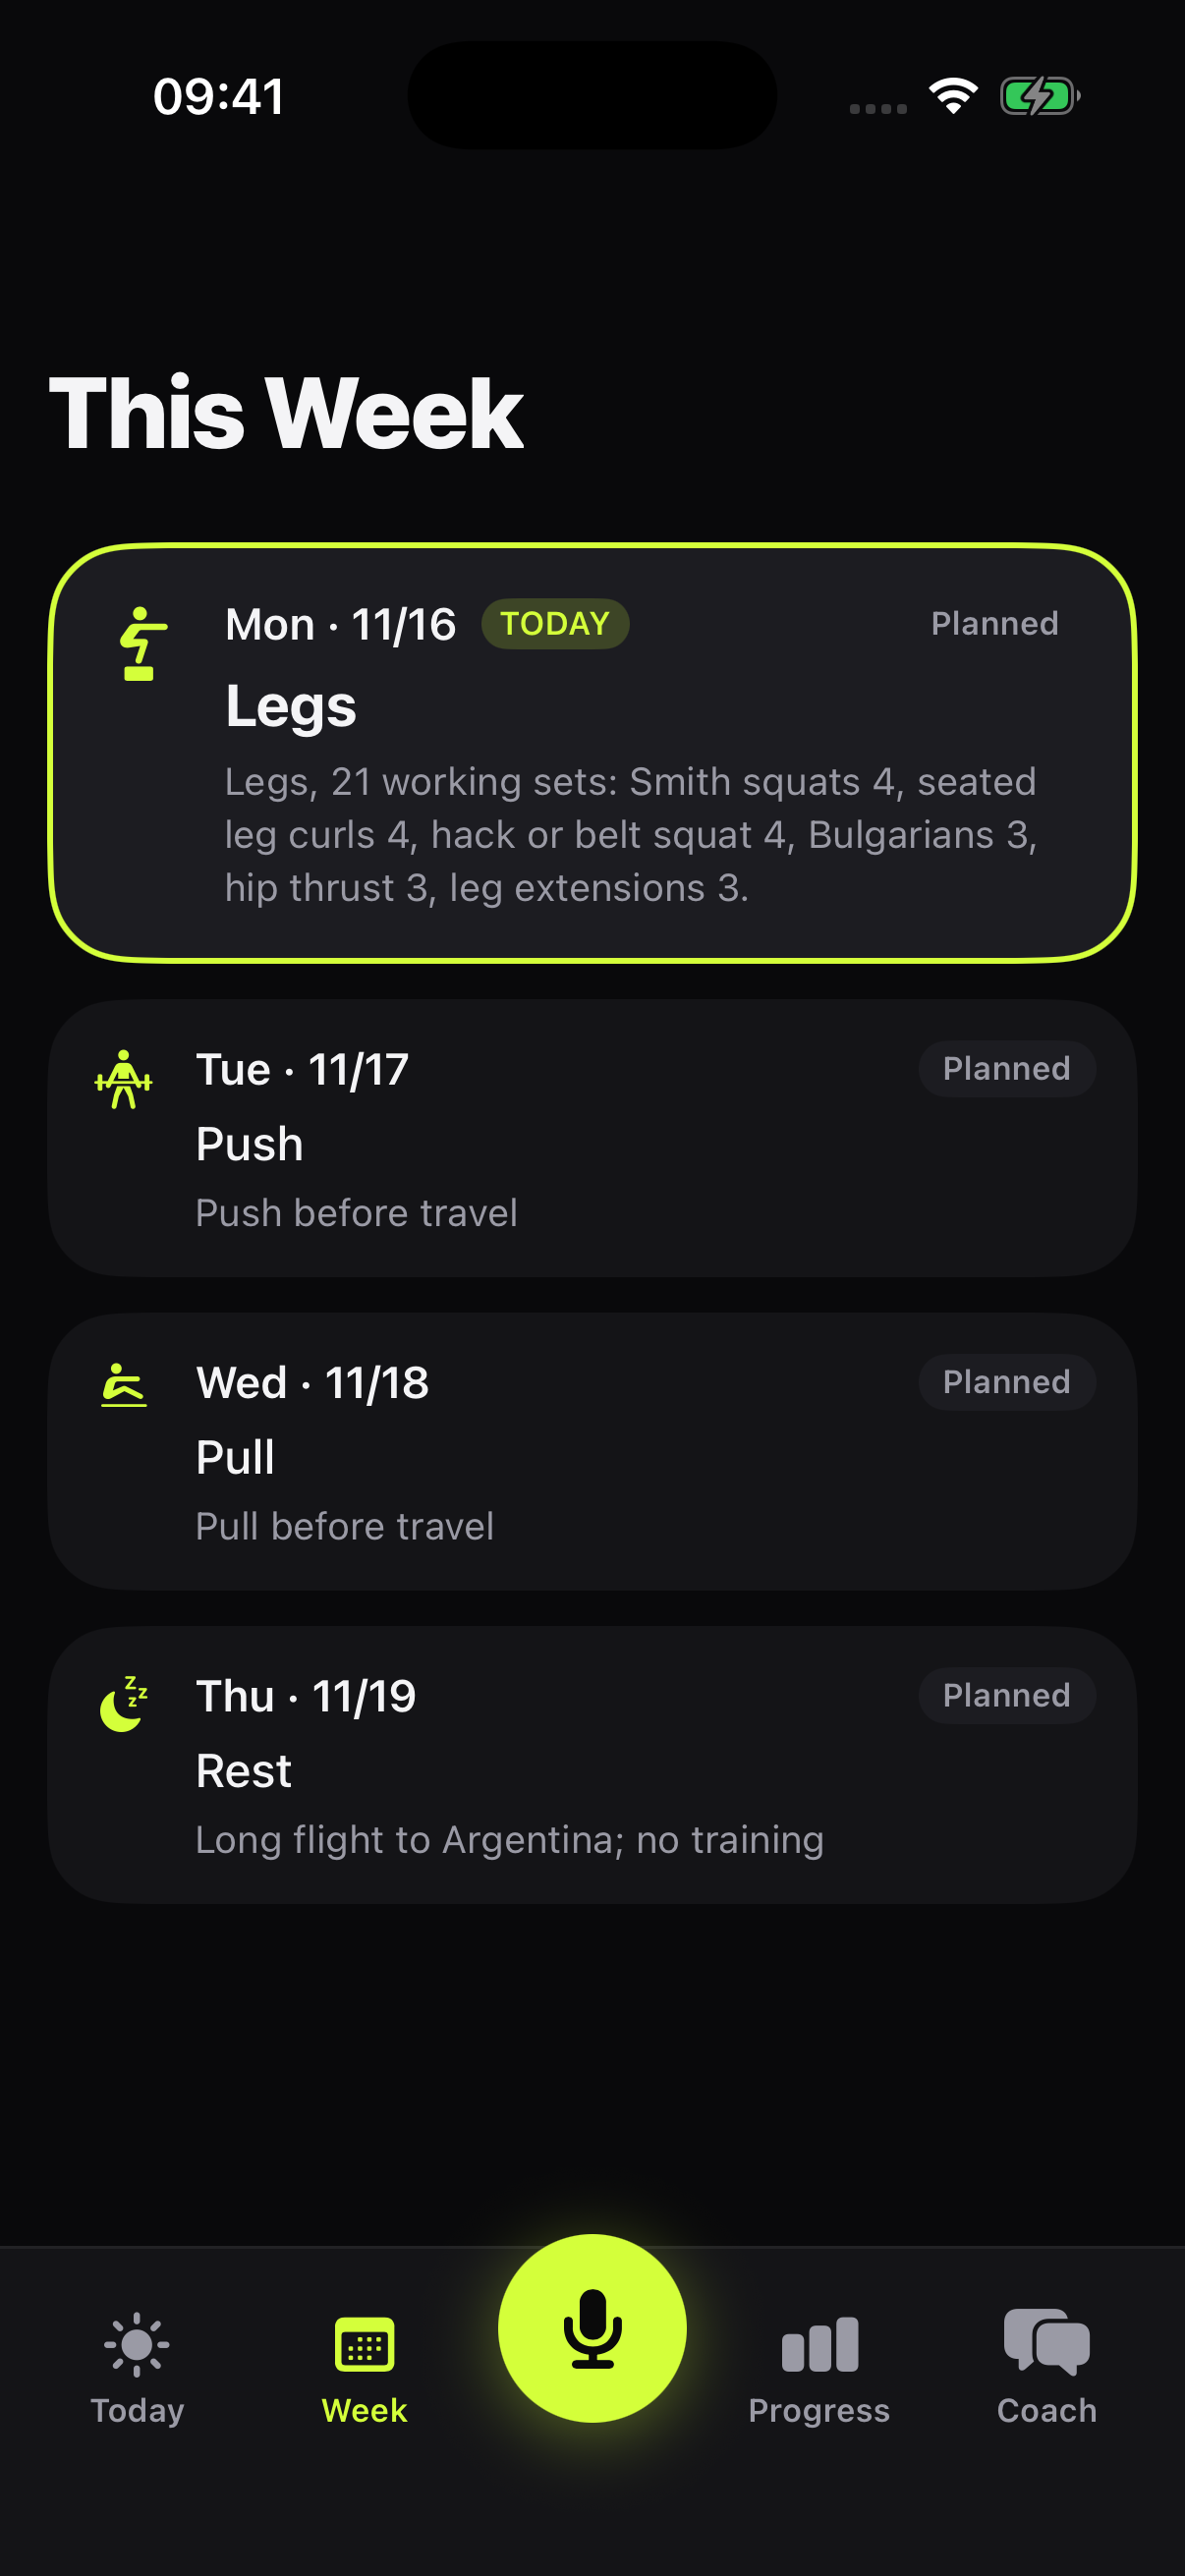 09:41
This Week
Mon · 11/16 TODAY Planned
Legs
Legs, 21 working sets: Smith squats 4, seated
leg curls 4, hack or belt squat 4, Bulgarians 3,
hip thrust 3, leg extensions 3.
Tue · 11/17 Planned
Push
Push before travel
Wed · 11/18 Planned
Pull
Pull before travel
Thu · 11/19 Planned
Rest
Long flight to Argentina; no training
Today Week Progress Coach